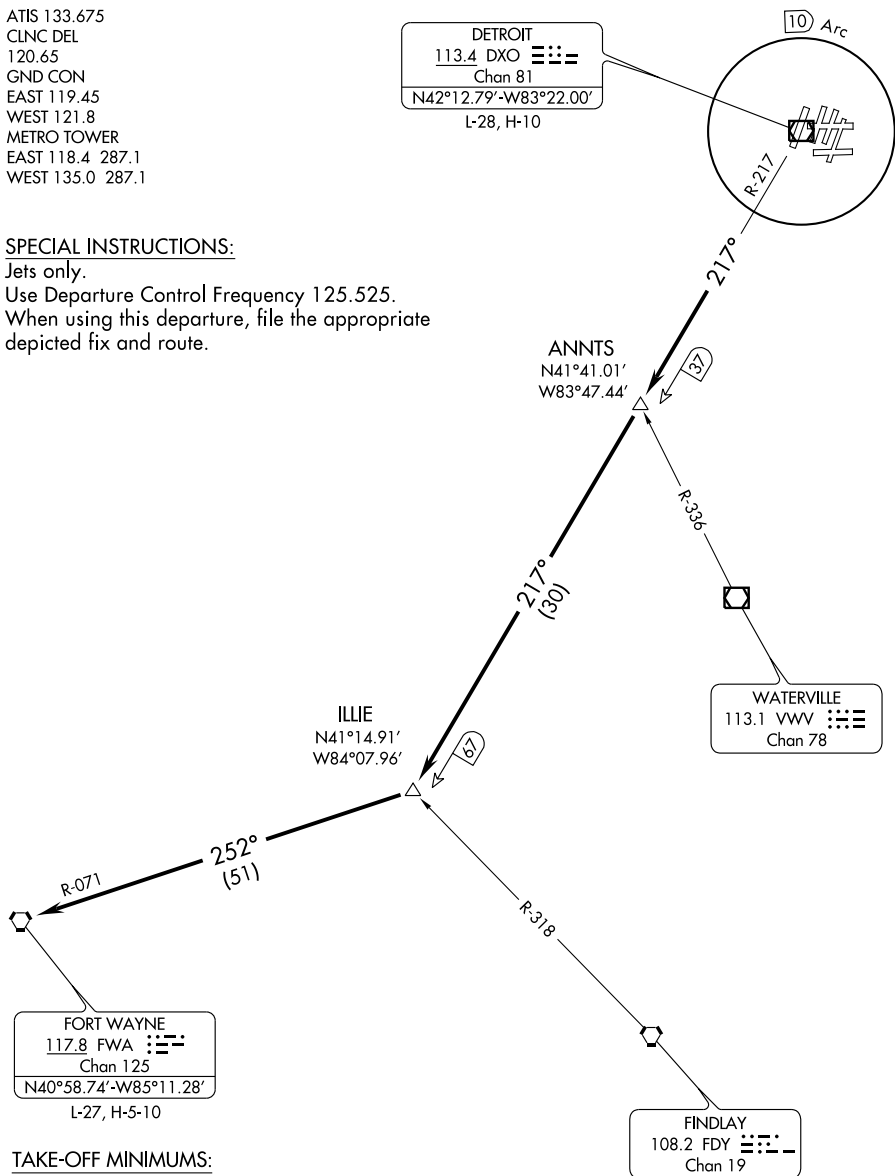 ATIS 133.675
CLNC DEL
120.65
GND CON
EAST 119.45
WEST 121.8
METRO TOWER
EAST 118.4 287.1
WEST 135.0 287.1
DETROIT
113.4 DXO
Chan 81
N42°12.79′-W83°22.00′
L-28, H-10
10 Arc
R-217
217°
SPECIAL INSTRUCTIONS:
Jets only.
Use Departure Control Frequency 125.525.
When using this departure, file the appropriate
depicted fix and route.
ANNTS
N41°41.01′
W83°47.44′
37
R-336
217°
(30)
WATERVILLE
113.1 VWV
Chan 78
ILLIE
N41°14.91′
W84°07.96′
67
252°
(51)
R-071
R-318
FORT WAYNE
117.8 FWA
Chan 125
N40°58.74′-W85°11.28′
L-27, H-5-10
FINDLAY
108.2 FDY
Chan 19
TAKE-OFF MINIMUMS: